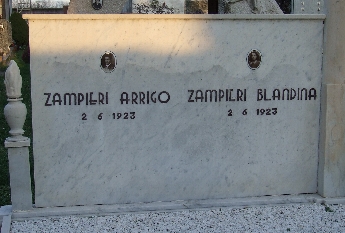 ZAMPIERI ARRIGO ZAMPIERI BLANDINA
2 6 1923 2 6 1923